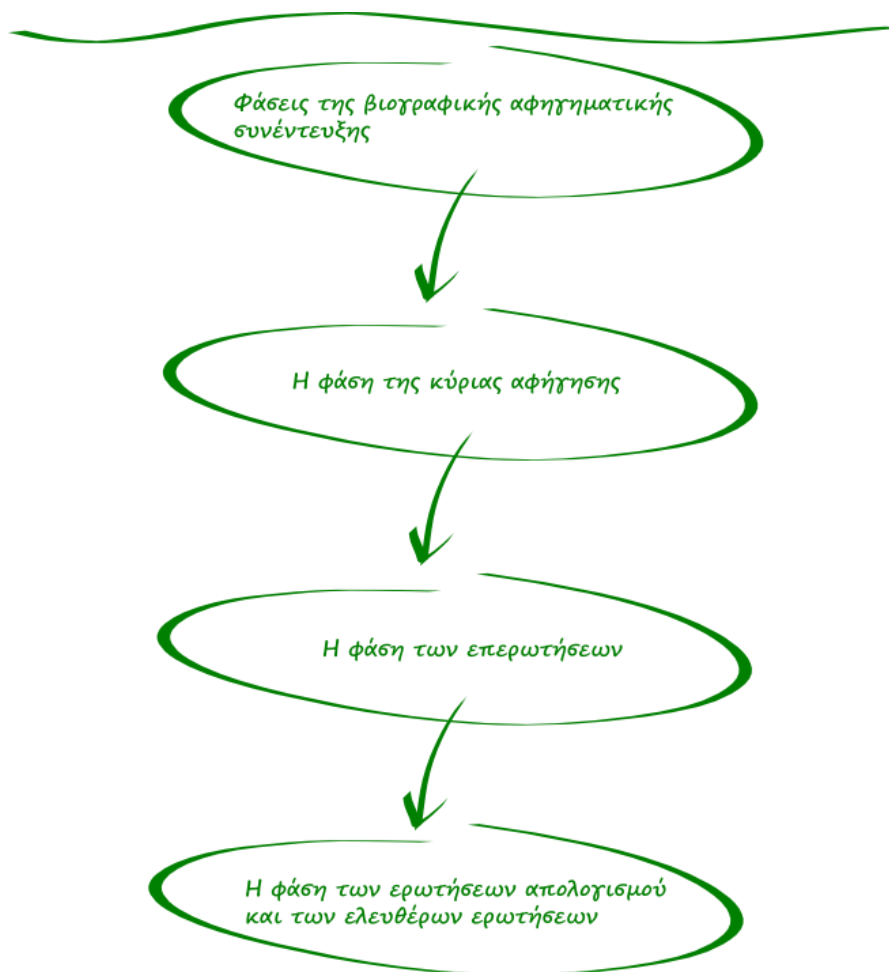 Φάσεις της βιογραφικής αφηγηματικής
συνέντευξης
Η φάση της κύριας αφήγησης
Η φάση των επερωτήσεων
Η φάση των ερωτήσεων απολογισμού
και των ελευθέρων ερωτήσεων